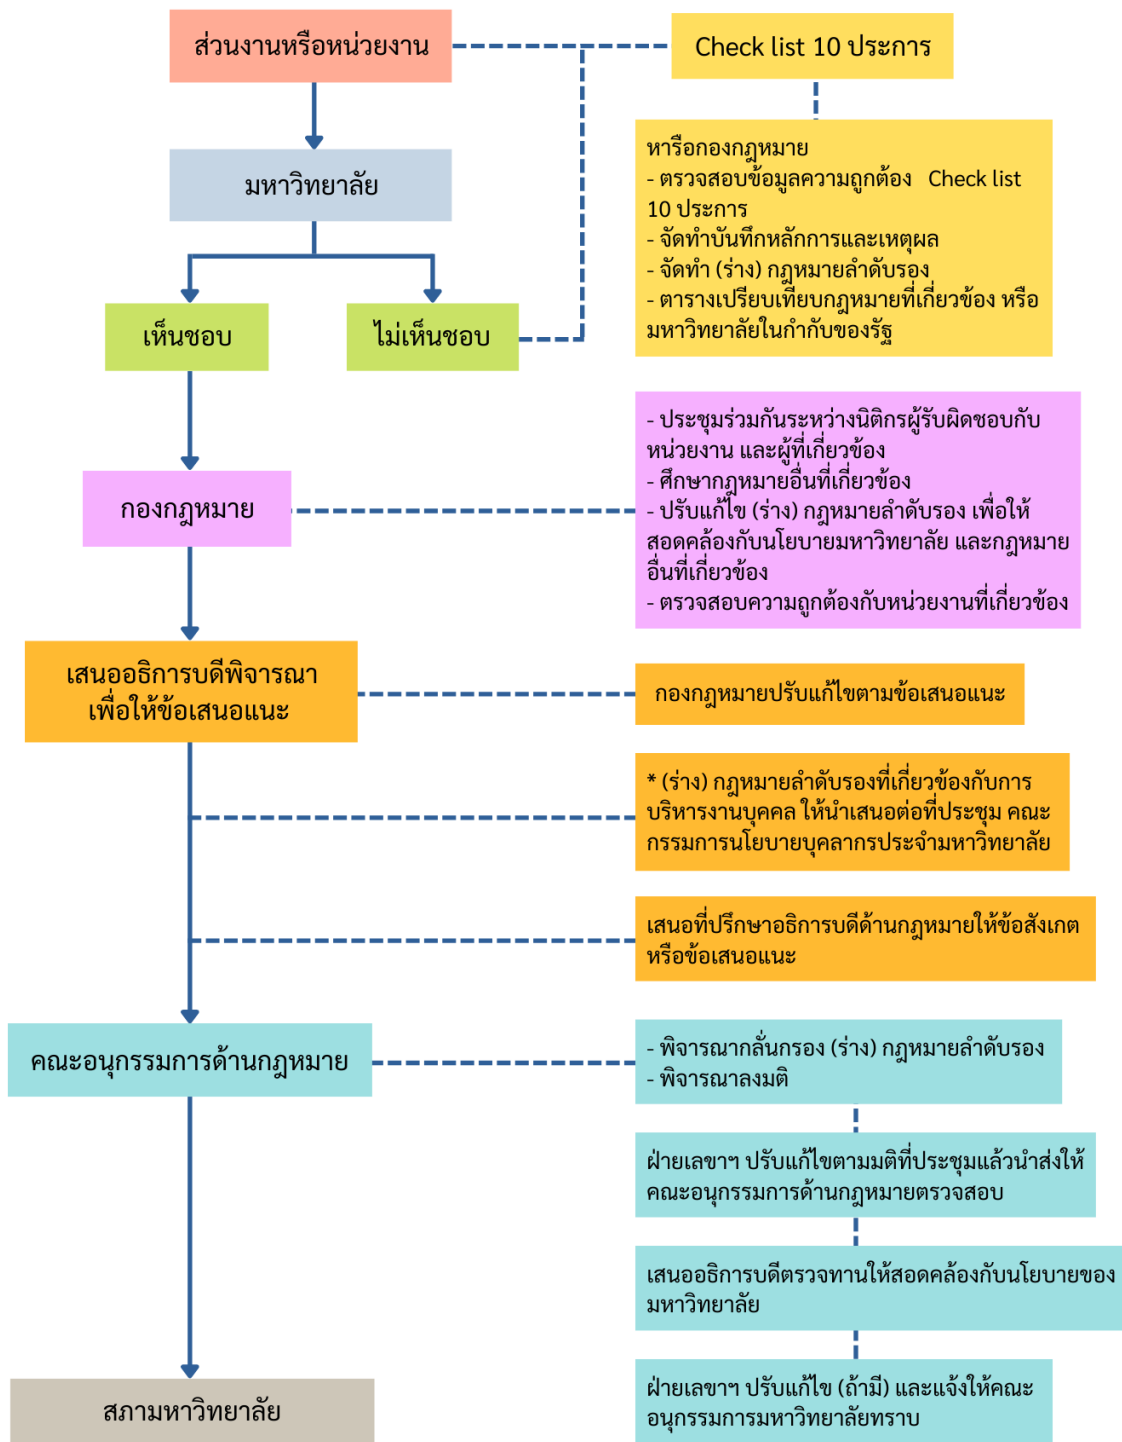 ส่วนงานหรือหน่วยงาน
Check list 10 ประการ
หารือกองกฎหมาย
- ตรวจสอบข้อมูลความถูกต้อง Check list
10 ประการ
- จัดทำบันทึกหลักการและเหตุผล
- จัดทำ (ร่าง) กฎหมายลำดับรอง
- ตารางเปรียบเทียบกฎหมายที่เกี่ยวข้อง หรือ
มหาวิทยาลัยในกำกับของรัฐ
มหาวิทยาลัย
เห็นชอบ
ไม่เห็นชอบ
กองกฎหมาย
- ประชุมร่วมกันระหว่างนิติกรผู้รับผิดชอบกับ
หน่วยงาน และผู้ที่เกี่ยวข้อง
- ศึกษากฎหมายอื่นที่เกี่ยวข้อง
- ปรับแก้ไข (ร่าง) กฎหมายลำดับรอง เพื่อให้
สอดคล้องกับนโยบายมหาวิทยาลัย และกฎหมาย
อื่นที่เกี่ยวข้อง
- ตรวจสอบความถูกต้องกับหน่วยงานที่เกี่ยวข้อง
เสนออธิการบดีพิจารณา
เพื่อให้ข้อเสนอแนะ
กองกฎหมายปรับแก้ไขตามข้อเสนอแนะ
* (ร่าง) กฎหมายลำดับรองที่เกี่ยวข้องกับการ
บริหารงานบุคคล ให้นำเสนอต่อที่ประชุม คณะ
กรรมการนโยบายบุคลากรประจำมหาวิทยาลัย
เสนอที่ปรึกษาอธิการบดีด้านกฎหมายให้ข้อสังเกต
หรือข้อเสนอแนะ
คณะอนุกรรมการด้านกฎหมาย
- พิจารณากลั่นกรอง (ร่าง) กฎหมายลำดับรอง
- พิจารณาลงมติ
ฝ่ายเลขาฯ ปรับแก้ไขตามมติที่ประชุมแล้วนำส่งให้
คณะอนุกรรมการด้านกฎหมายตรวจสอบ
เสนออธิการบดีตรวจทานให้สอดคล้องกับนโยบายของ
มหาวิทยาลัย
ฝ่ายเลขาฯ ปรับแก้ไข (ถ้ามี) และแจ้งให้คณะ
อนุกรรมการมหาวิทยาลัยทราบ
สภามหาวิทยาลัย